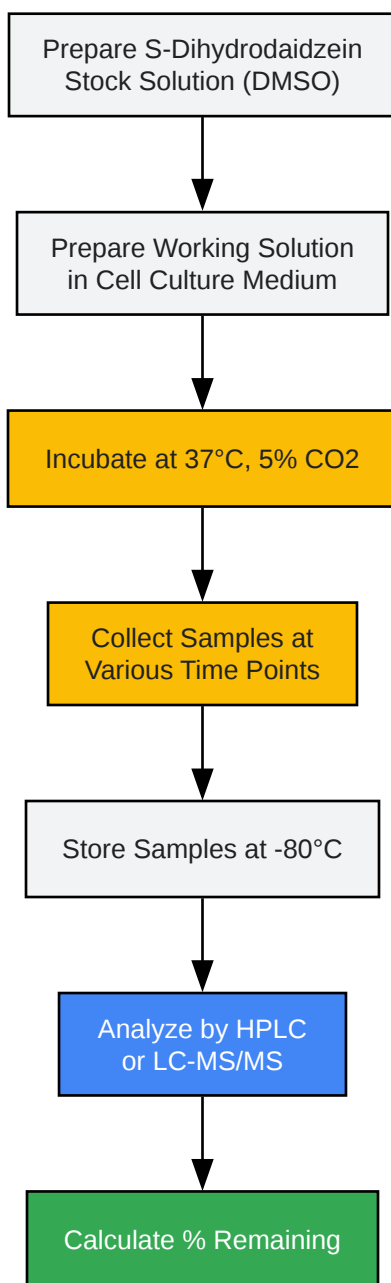 Prepare S-Dihydrodaidzein
Stock Solution (DMSO)
Prepare Working Solution
in Cell Culture Medium
Incubate at 37°C, 5% CO2
Collect Samples at
Various Time Points
Store Samples at -80°C
Analyze by HPLC
or LC-MS/MS
Calculate % Remaining